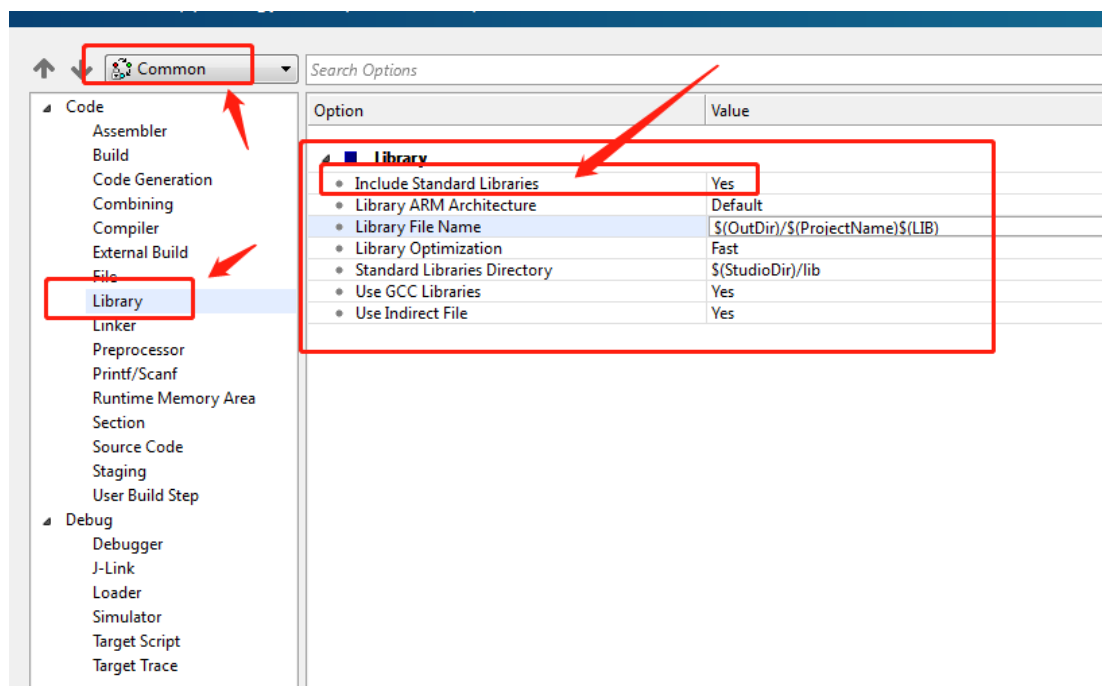 Common
Search Options
Code
Assembler
Build
Code Generation
Combining
Compiler
External Build
File
Library
Linker
Preprocessor
Printf/Scanf
Runtime Memory Area
Section
Source Code
Staging
User Build Step
Debug
Debugger
J-Link
Loader
Simulator
Target Script
Target Trace
Option Value
Library
Include Standard Libraries Yes
Library ARM Architecture Default
Library File Name $(OutDir)/$(ProjectName)$(LIB)
Library Optimization Fast
Standard Libraries Directory $(StudioDir)/lib
Use GCC Libraries Yes
Use Indirect File Yes